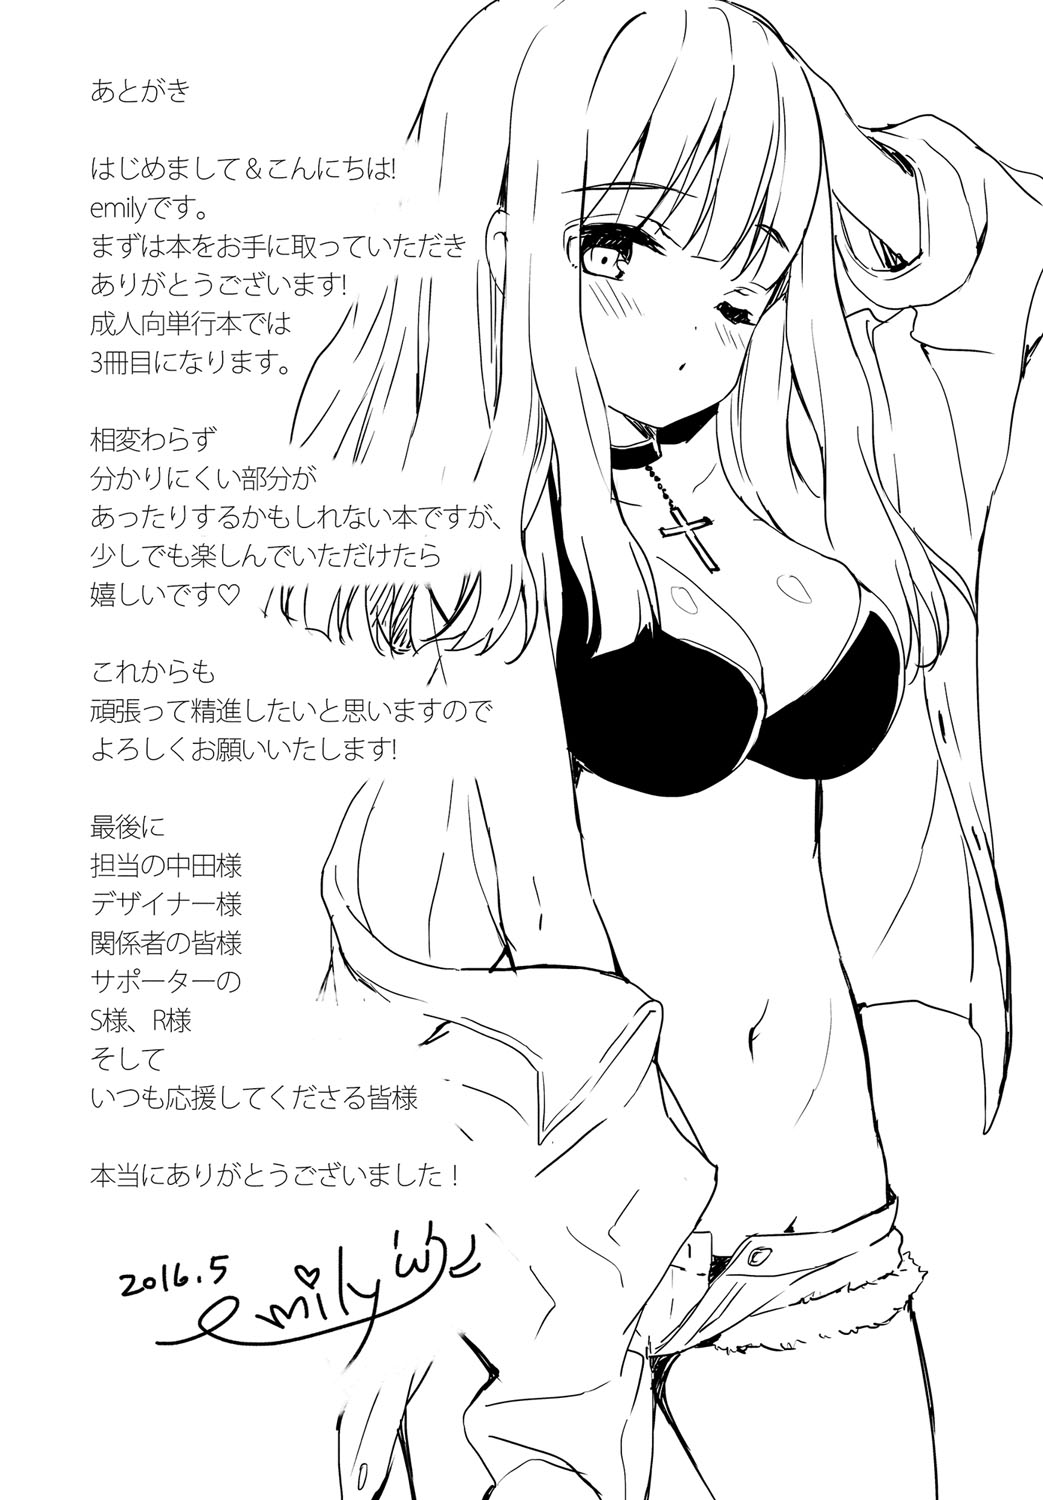 あとがき
はじめまして＆こんにちは!
emilyです。
まずは本をお手に取っていただき
ありがとうございます!
成人向単行本では
3冊目になります。
相変わらず
分かりにくい部分が
あったりするかもしれない本ですが、
少しでも楽しんでいただけたら
嬉しいです♡
これからも
頑張って精進したいと思いますので
よろしくお願いいたします!
最後に
担当の中田様
デザイナー様
関係者の皆様
サポーターの
S様、R様
そして
いつも応援してくださる皆様
本当にありがとうございました！
2016.5
emily